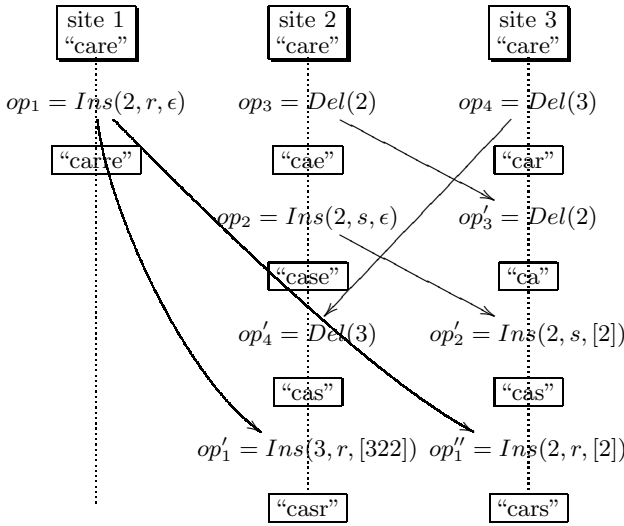 site 1 site 2 site 3
“care” “care” “care”
op₁ = Ins(2, r, ϵ) op₃ = Del(2) op₄ = Del(3)
“carre” “cae” “car”
op₂ = Ins(2, s, ϵ) op′₃ = Del(2)
“case” “ca”
op′₄ = Del(3) op′₂ = Ins(2, s, [2])
“cas” “cas”
op′₁ = Ins(3, r, [322]) op′′₁ = Ins(2, r, [2])
“casr” “cars”